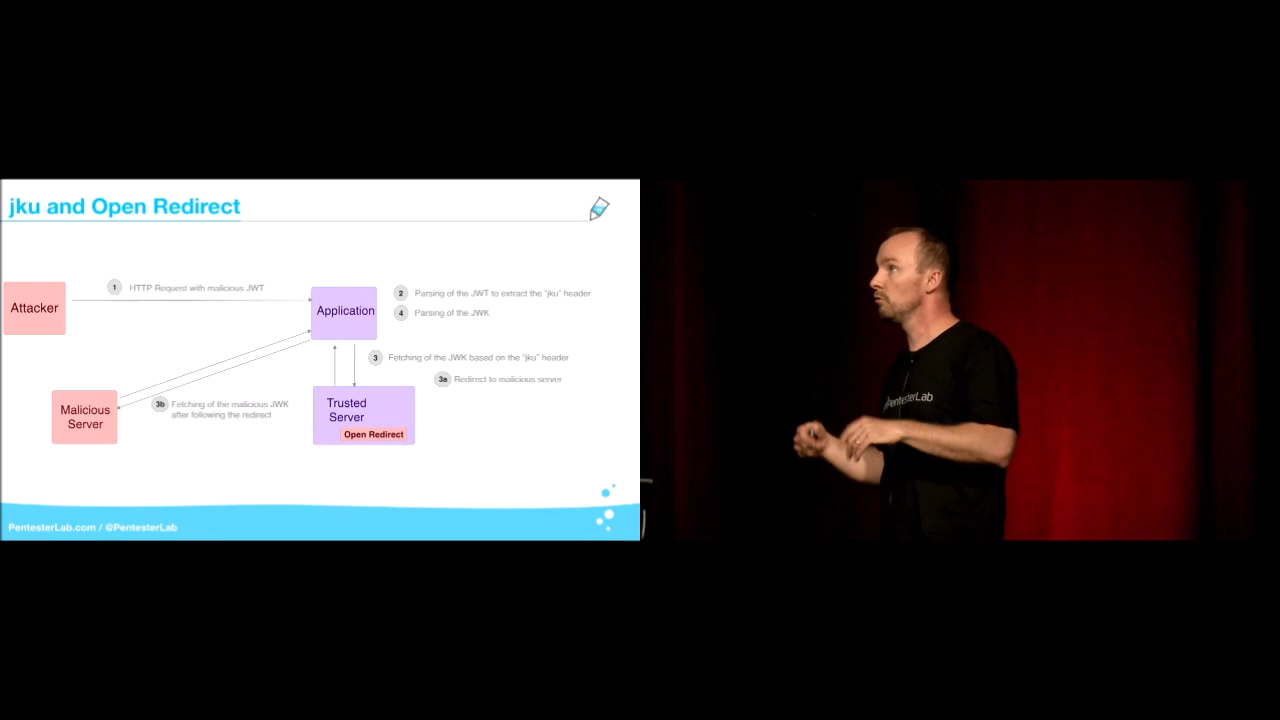 jku and Open Redirect
1 HTTP Request with malicious JWT
Attacker
Application
2 Parsing of the JWT to extract the "jku" header
4 Parsing of the JWK
3 Fetching of the JWK based on the "jku" header
3a Redirect to malicious server
Malicious
Server
3b Fetching of the malicious JWK
after following the redirect
Trusted
Server
Open Redirect
PentesterLab
PentesterLab.com / @PentesterLab